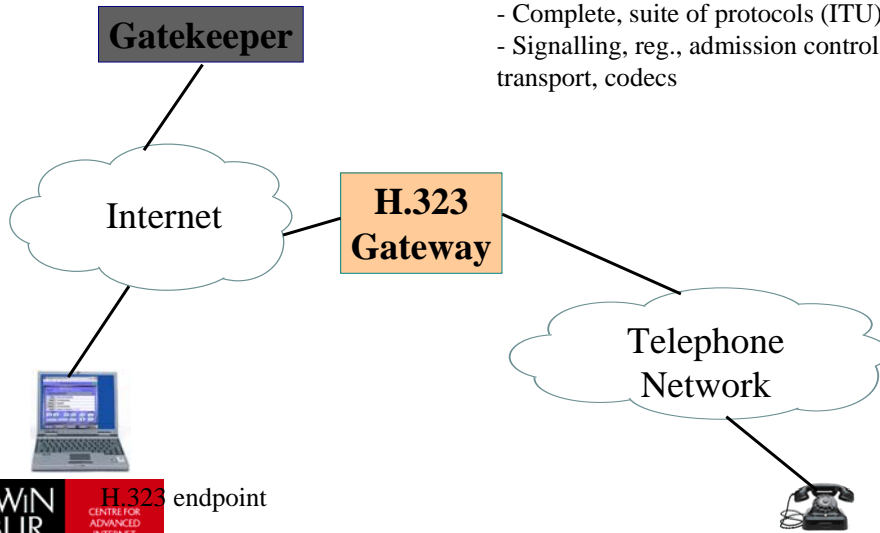 - Complete, suite of protocols (ITU)
- Signalling, reg., admission control
transport, codecs
Gatekeeper
Internet
H.323
Gateway
Telephone
Network
H.323 endpoint
CENTRE FOR
ADVANCED